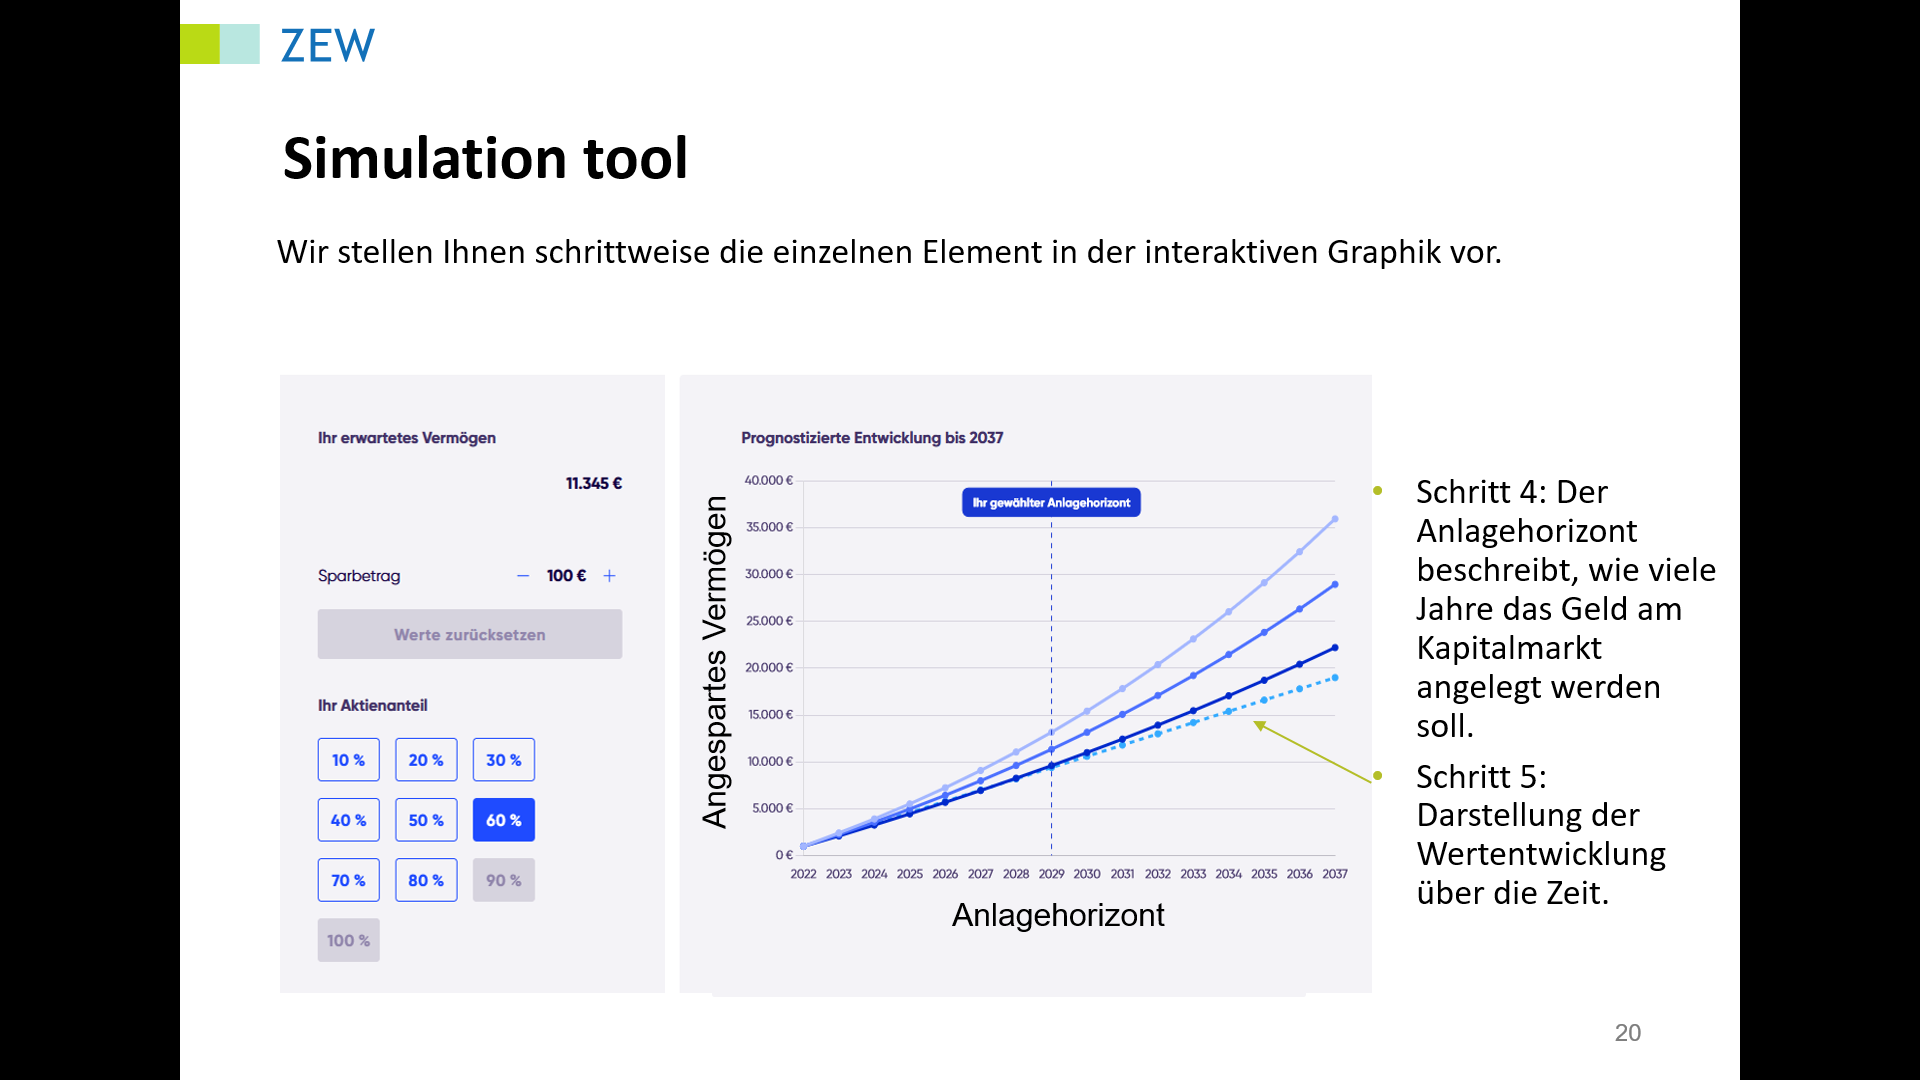 ZEW
Simulation tool
Wir stellen Ihnen schrittweise die einzelnen Element in der interaktiven Graphik vor.
Ihr erwartetes Vermögen
11.345 €
Sparbetrag − 100 € +
Werte zurücksetzen
Ihr Aktienanteil
10 % 20 % 30 %
40 % 50 % 60 %
70 % 80 % 90 %
100 %
Prognostizierte Entwicklung bis 2037
Angespartes Vermögen
40.000 €
35.000 €
30.000 €
25.000 €
20.000 €
15.000 €
10.000 €
5.000 €
0 €
Ihr gewählter Anlagehorizont
2022 2023 2024 2025 2026 2027 2028 2029 2030 2031 2032 2033 2034 2035 2036 2037
Anlagehorizont
• Schritt 4: Der
Anlagehorizont
beschreibt, wie viele
Jahre das Geld am
Kapitalmarkt
angelegt werden
soll.
• Schritt 5:
Darstellung der
Wertentwicklung
über die Zeit.
20